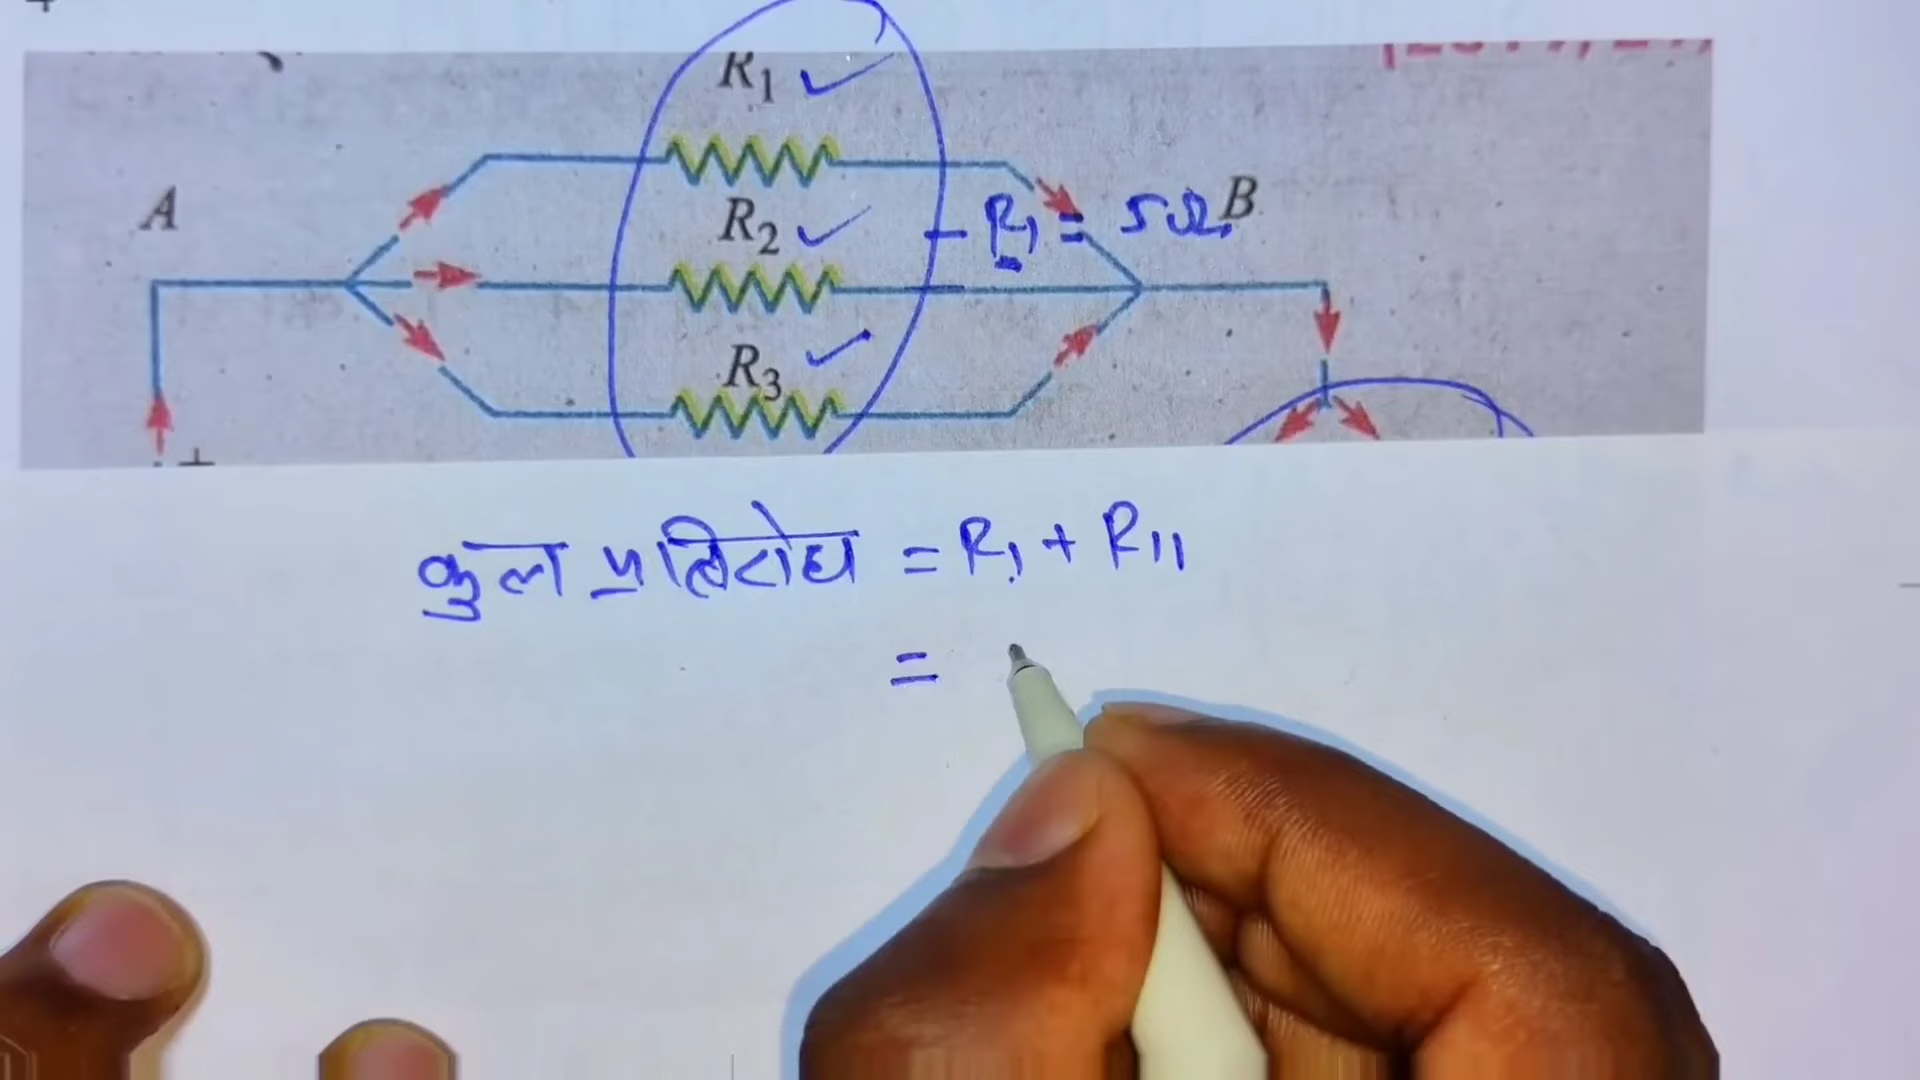 R1
A
R2
- R1 = 5Ω
B
R3
+
कुल प्रतिरोध = R1 + R11
=